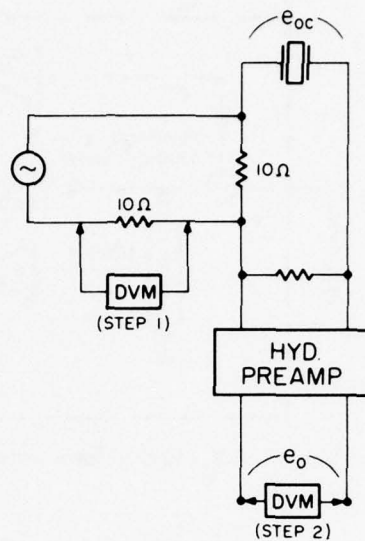 e_oc
10Ω
10Ω
DVM
(STEP 1)
HYD.
PREAMP
e_o
DVM
(STEP 2)